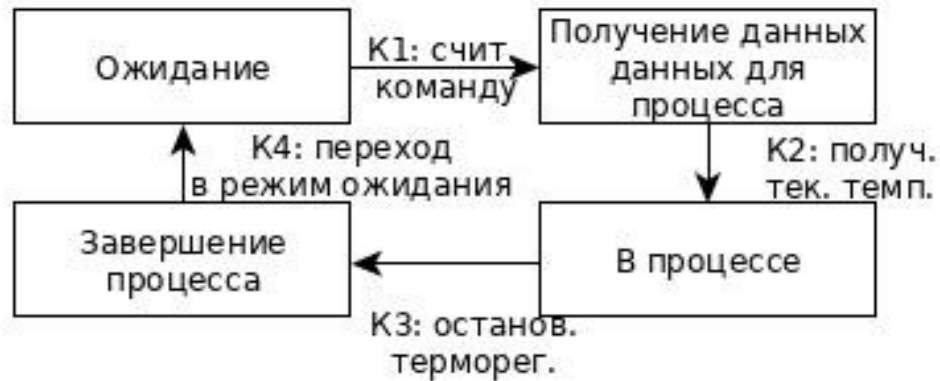 Ожидание
К1: счит
команду
Получение данных
данных для
процесса
К4: переход
в режим ожидания
К2: получ.
тек. темп.
Завершение
процесса
В процессе
К3: останов.
терморег.